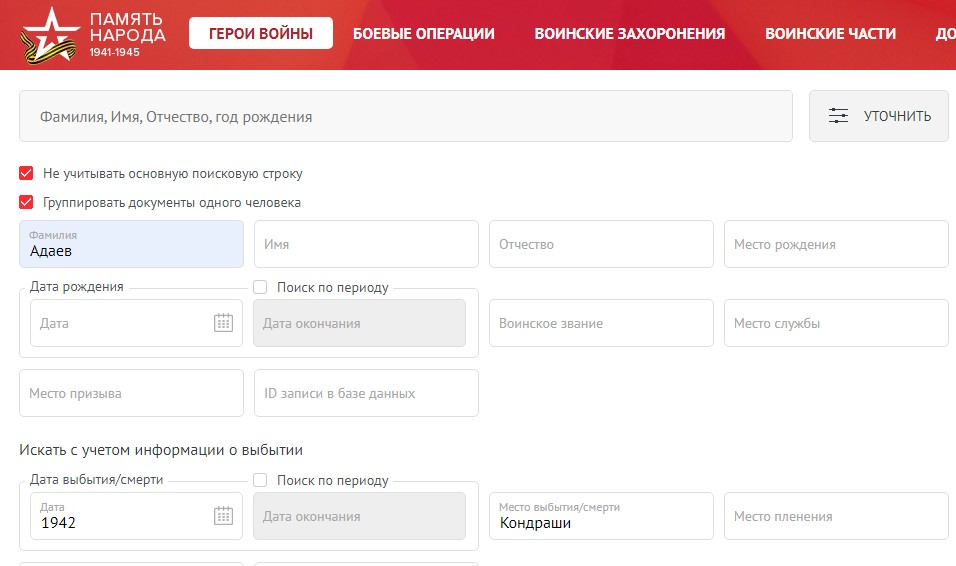 ПАМЯТЬ
НАРОДА
1941-1945
ГЕРОИ ВОЙНЫ БОЕВЫЕ ОПЕРАЦИИ ВОИНСКИЕ ЗАХОРОНЕНИЯ ВОИНСКИЕ ЧАСТИ ДО
Фамилия, Имя, Отчество, год рождения УТОЧНИТЬ
Не учитывать основную поисковую строку
Группировать документы одного человека
Фамилия
Адаев Имя Отчество Место рождения
Дата рождения Поиск по периоду
Дата Дата окончания Воинское звание Место службы
Место призыва ID записи в базе данных
Искать с учетом информации о выбытии
Дата выбытия/смерти Поиск по периоду
Дата Место выбытия/смерти
1942 Дата окончания Кондраши Место пленения